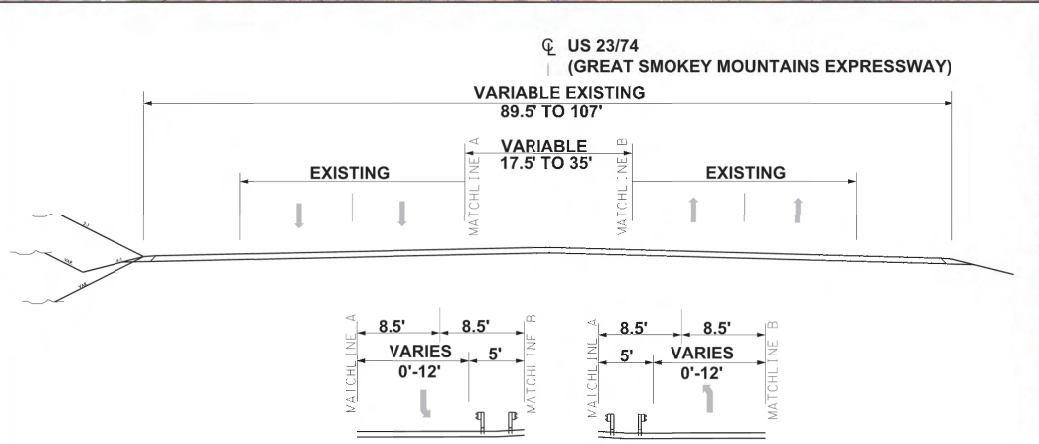 ℄ US 23/74
(GREAT SMOKEY MOUNTAINS EXPRESSWAY)
VARIABLE EXISTING
89.5' TO 107'
MATCHLINE A
VARIABLE
17.5' TO 35'
MATCHLINE B
EXISTING
EXISTING
VAR
VAR
MATCHLINE A
8.5'
8.5'
MATCHLINE B
VARIES
0'-12'
5'
MATCHLINE A
8.5'
8.5'
MATCHLINE B
5'
VARIES
0'-12'